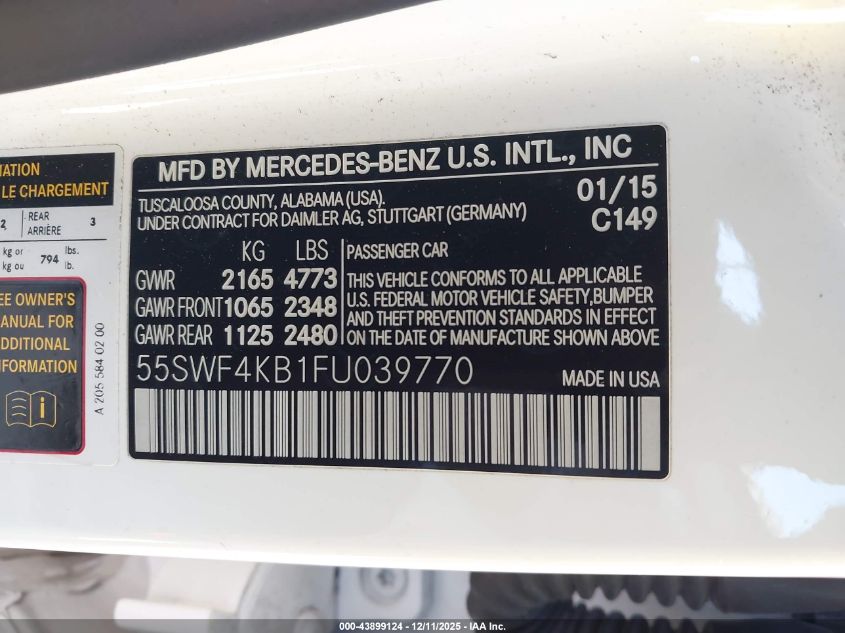 MATION
LE CHARGEMENT
2 REAR ARRIÈRE 3
kg or lbs.
kg ou 794 lb.
EE OWNER'S
ANUAL FOR
DDITIONAL
NFORMATION
A 205 584 02 00
MFD BY MERCEDES-BENZ U.S. INTL., INC
TUSCALOOSA COUNTY, ALABAMA (USA). 01/15
UNDER CONTRACT FOR DAIMLER AG, STUTTGART (GERMANY) C149
KG LBS PASSENGER CAR
GVWR 2165 4773 THIS VEHICLE CONFORMS TO ALL APPLICABLE
GAWR FRONT 1065 2348 U.S. FEDERAL MOTOR VEHICLE SAFETY, BUMPER
GAWR REAR 1125 2480 AND THEFT PREVENTION STANDARDS IN EFFECT
ON THE DATE OF MANUFACTURE SHOWN ABOVE
55SWF4KB1FU039770 MADE IN USA
000-43899124 - 12/11/2025 - IAA Inc.